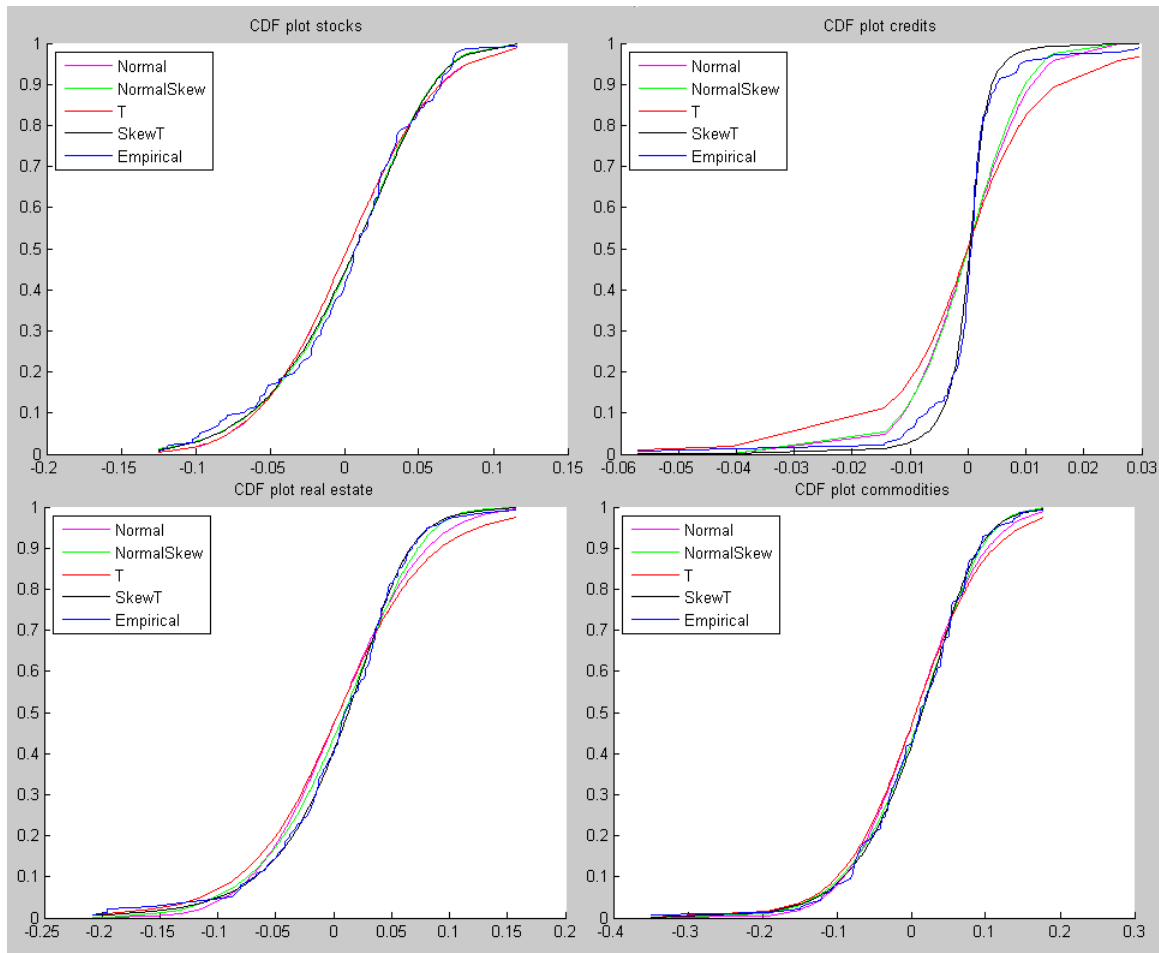 CDF plot stocks
1
0.9
0.8
0.7
0.6
0.5
0.4
0.3
0.2
0.1
0
-0.2 -0.15 -0.1 -0.05 0 0.05 0.1 0.15
Normal
NormalSkew
T
SkewT
Empirical
CDF plot credits
1
0.9
0.8
0.7
0.6
0.5
0.4
0.3
0.2
0.1
0
-0.06 -0.05 -0.04 -0.03 -0.02 -0.01 0 0.01 0.02 0.03
Normal
NormalSkew
T
SkewT
Empirical
CDF plot real estate
1
0.9
0.8
0.7
0.6
0.5
0.4
0.3
0.2
0.1
0
-0.25 -0.2 -0.15 -0.1 -0.05 0 0.05 0.1 0.15 0.2
Normal
NormalSkew
T
SkewT
Empirical
CDF plot commodities
1
0.9
0.8
0.7
0.6
0.5
0.4
0.3
0.2
0.1
0
-0.4 -0.3 -0.2 -0.1 0 0.1 0.2 0.3
Normal
NormalSkew
T
SkewT
Empirical